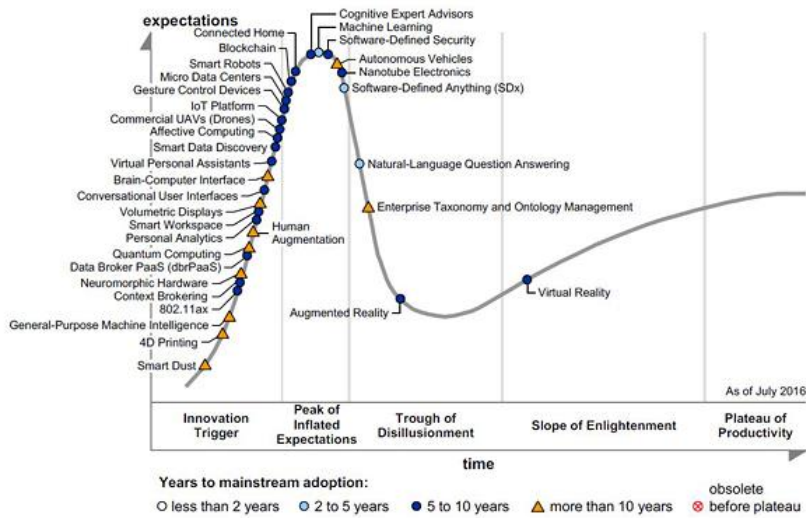 expectations
Cognitive Expert Advisors
Connected Home
Machine Learning
Software-Defined Security
Blockchain
Autonomous Vehicles
Smart Robots
Nanotube Electronics
Micro Data Centers
Gesture Control Devices
Software-Defined Anything (SDx)
IoT Platform
Commercial UAVs (Drones)
Affective Computing
Smart Data Discovery
Virtual Personal Assistants
Natural-Language Question Answering
Brain-Computer Interface
Conversational User Interfaces
Volumetric Displays
Enterprise Taxonomy and Ontology Management
Smart Workspace
Human
Augmentation
Personal Analytics
Quantum Computing
Data Broker PaaS (dbrPaaS)
Neuromorphic Hardware
Context Brokering
802.11ax
Virtual Reality
Augmented Reality
General-Purpose Machine Intelligence
4D Printing
Smart Dust
As of July 2016
Innovation
Trigger
Peak of
Inflated
Expectations
Trough of
Disillusionment
Slope of Enlightenment
Plateau of
Productivity
time
Years to mainstream adoption:
less than 2 years
2 to 5 years
5 to 10 years
more than 10 years
obsolete
before plateau